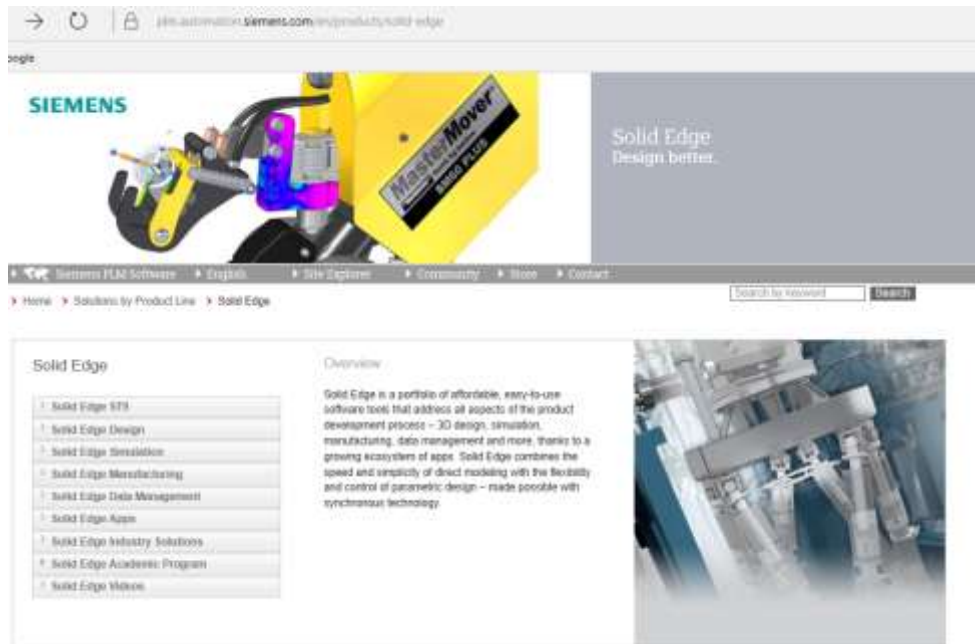 plm.automation.siemens.com/en/products/solid-edge
oogle
SIEMENS
MasterMover
SM60 PLUS
Solid Edge
Design better.
Siemens PLM Software English Site Explorer Community Store Contact
Home Solutions by Product Line Solid Edge
Search by keyword Search
Solid Edge
Solid Edge ST9
Solid Edge Design
Solid Edge Simulation
Solid Edge Manufacturing
Solid Edge Data Management
Solid Edge Apps
Solid Edge Industry Solutions
Solid Edge Academic Program
Solid Edge Videos
Overview
Solid Edge is a portfolio of affordable, easy-to-use
software tools that address all aspects of the product
development process – 3D design, simulation,
manufacturing, data management and more, thanks to a
growing ecosystem of apps. Solid Edge combines the
speed and simplicity of direct modeling with the flexibility
and control of parametric design – made possible with
synchronous technology.